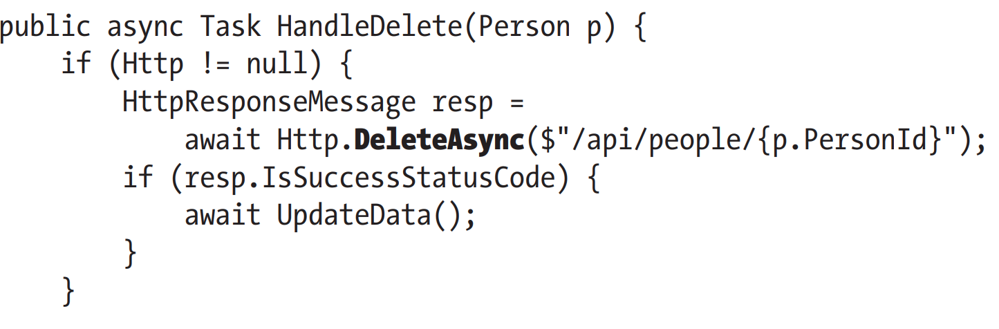 public async Task HandleDelete(Person p) {
    if (Http != null) {
        HttpResponseMessage resp =
            await Http.DeleteAsync($"/api/people/{p.PersonId}");
        if (resp.IsSuccessStatusCode) {
            await UpdateData();
        }
    }